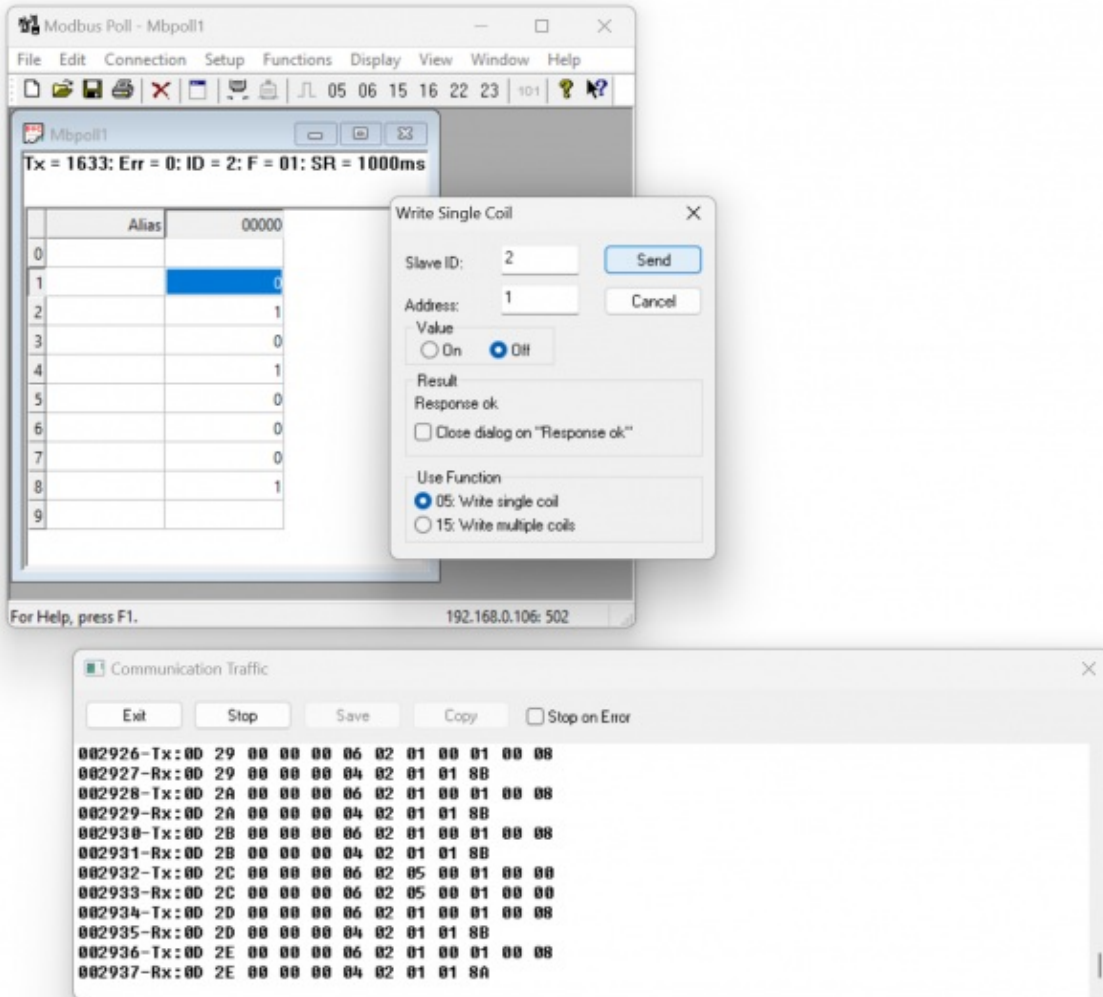 Modbus Poll - Mbpoll1
File Edit Connection Setup Functions Display View Window Help
05 06 15 16 22 23 101
Mbpoll1
Tx = 1633: Err = 0: ID = 2: F = 01: SR = 1000ms
Alias 00000
0
1 0
2 1
3 0
4 1
5 0
6 0
7 0
8 1
9
Write Single Coil
Slave ID: 2 Send
Address: 1 Cancel
Value
On Off
Result
Response ok
Close dialog on "Response ok"
Use Function
05: Write single coil
15: Write multiple coils
For Help, press F1. 192.168.0.106: 502
Communication Traffic
Exit Stop Save Copy Stop on Error
002926-Tx:0D 29 00 00 00 06 02 01 00 01 00 08
002927-Rx:0D 29 00 00 00 04 02 01 01 8B
002928-Tx:0D 2A 00 00 00 06 02 01 00 01 00 08
002929-Rx:0D 2A 00 00 00 04 02 01 01 8B
002930-Tx:0D 2B 00 00 00 06 02 01 00 01 00 08
002931-Rx:0D 2B 00 00 00 04 02 01 01 8B
002932-Tx:0D 2C 00 00 00 06 02 05 00 01 00 00
002933-Rx:0D 2C 00 00 00 06 02 05 00 01 00 00
002934-Tx:0D 2D 00 00 00 06 02 01 00 01 00 08
002935-Rx:0D 2D 00 00 00 04 02 01 01 8B
002936-Tx:0D 2E 00 00 00 06 02 01 00 01 00 08
002937-Rx:0D 2E 00 00 00 04 02 01 01 8A